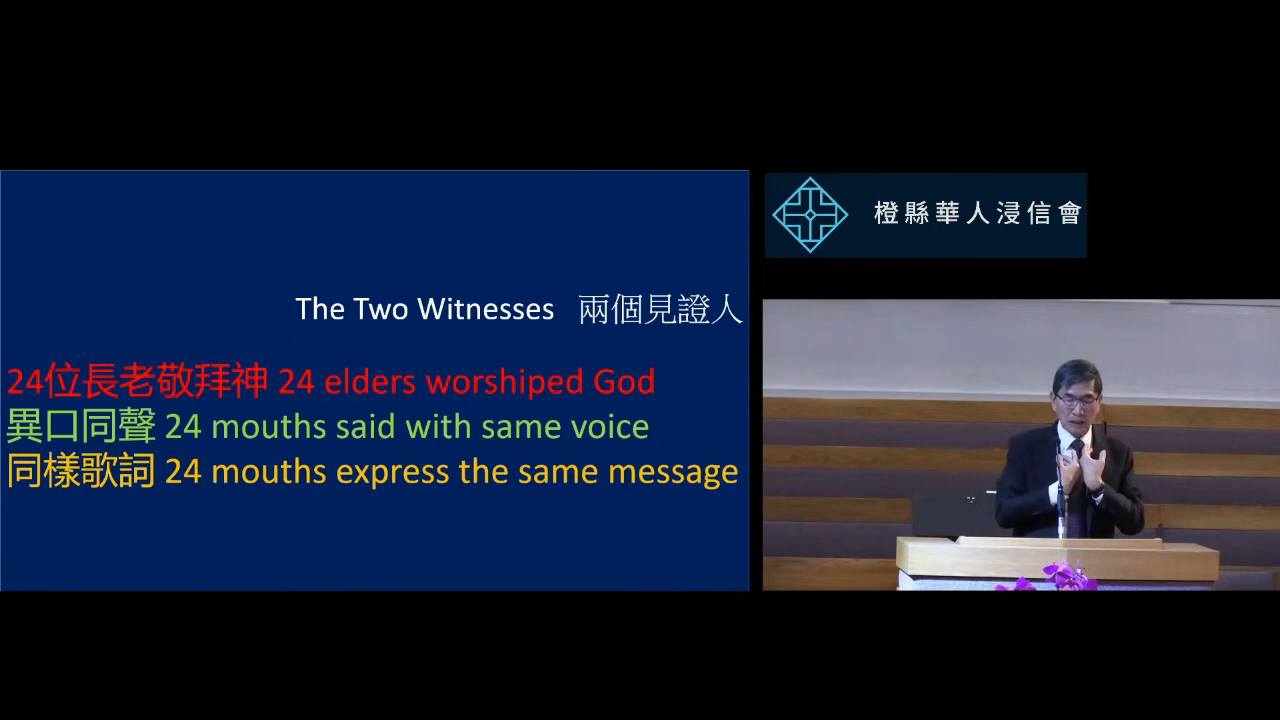 The Two Witnesses 兩個見證人
24位長老敬拜神 24 elders worshiped God
異口同聲 24 mouths said with same voice
同樣歌詞 24 mouths express the same message
橙縣華人浸信會